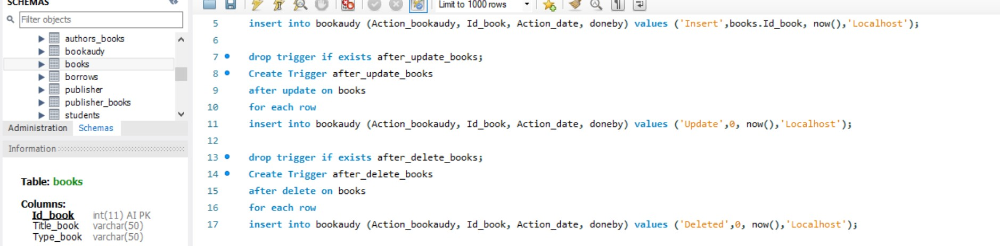 SCHEMAS
Filter objects
authors_books
bookaudy
books
borrows
publisher
publisher_books
students
Administration Schemas
Information
Table: books
Columns:
Id_book int(11) AI PK
Title_book varchar(50)
Type_book varchar(50)
Limit to 1000 rows
5 insert into bookaudy (Action_bookaudy, Id_book, Action_date, doneby) values ('Insert',books.Id_book, now(),'Localhost');
6
7 drop trigger if exists after_update_books;
8 Create Trigger after_update_books
9 after update on books
10 for each row
11 insert into bookaudy (Action_bookaudy, Id_book, Action_date, doneby) values ('Update',0, now(),'Localhost');
12
13 drop trigger if exists after_delete_books;
14 Create Trigger after_delete_books
15 after delete on books
16 for each row
17 insert into bookaudy (Action_bookaudy, Id_book, Action_date, doneby) values ('Deleted',0, now(),'Localhost');